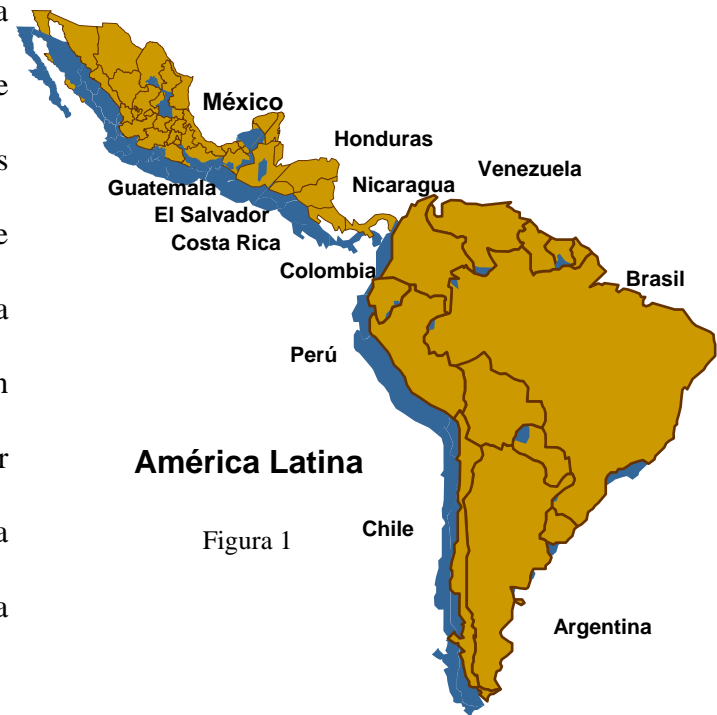 a
e
México
Honduras
s
Venezuela
Guatemala
Nicaragua
El Salvador
e
Costa Rica
Colombia
Brasil
a
Perú
n
r
América Latina
a
Figura 1
Chile
a
Argentina